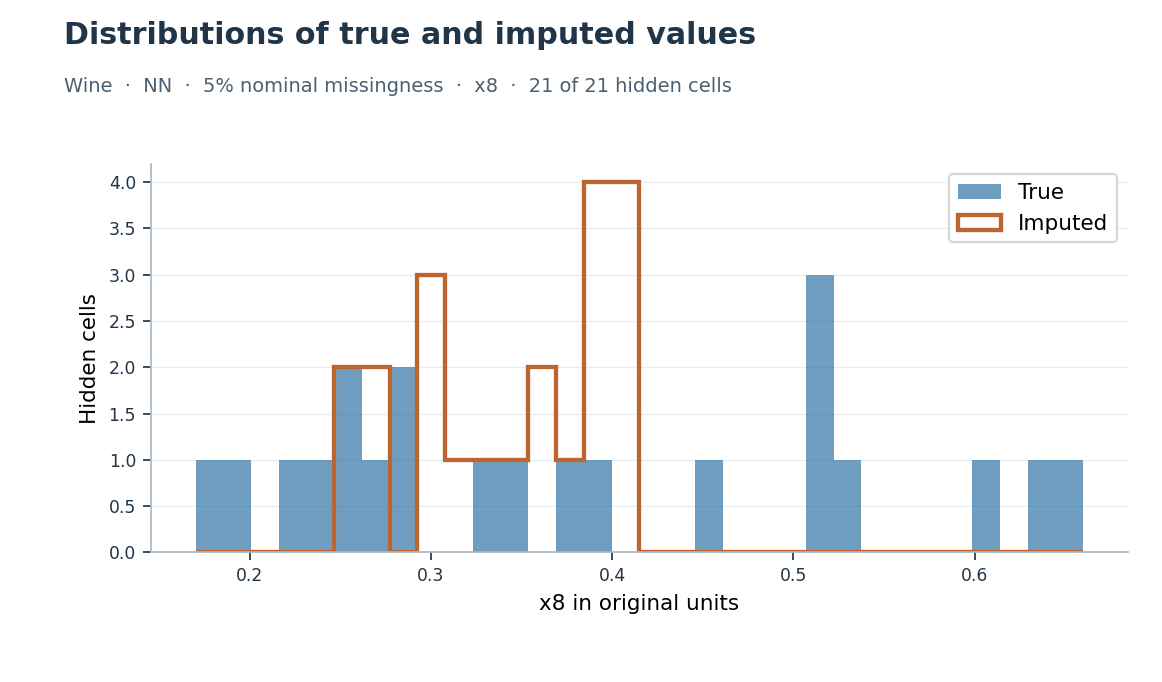 Distributions of true and imputed values
Wine · NN · 5% nominal missingness · x8 · 21 of 21 hidden cells
True
Imputed
Hidden cells
4.0
3.5
3.0
2.5
2.0
1.5
1.0
0.5
0.0
0.2 0.3 0.4 0.5 0.6
x8 in original units